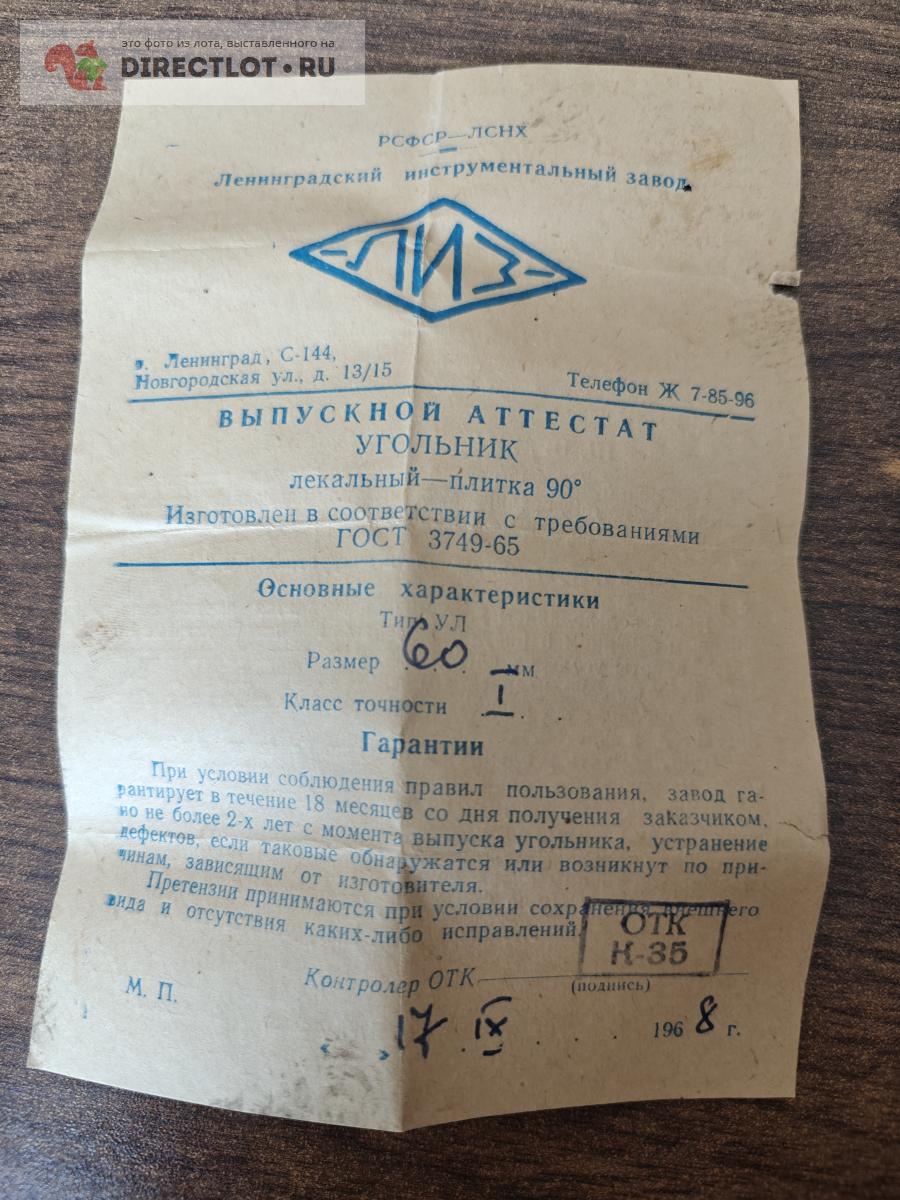 это фото из лота, выставленного на
DIRECTLOT.RU
РСФСР—ЛСНХ
Ленинградский инструментальный завод
ЛИЗ
г. Ленинград, С-144,
Новгородская ул., д. 13/15
Телефон Ж 7-85-96
ВЫПУСКНОЙ АТТЕСТАТ
УГОЛЬНИК
лекальный—плитка 90°
Изготовлен в соответствии с требованиями
ГОСТ 3749-65
Основные характеристики
Тип УЛ
Размер 60 мм
Класс точности I
Гарантии
При условии соблюдения правил пользования, завод га-
рантирует в течение 18 месяцев со дня получения заказчиком,
но не более 2-х лет с момента выпуска угольника, устранение
дефектов, если таковые обнаружатся или возникнут по при-
чинам, зависящим от изготовителя.
Претензии принимаются при условии сохранения внешнего
вида и отсутствия каких-либо исправлений.
ОТК
К-35
Контролер ОТК
(подпись)
М. П.
« » 17 IX 1968 г.